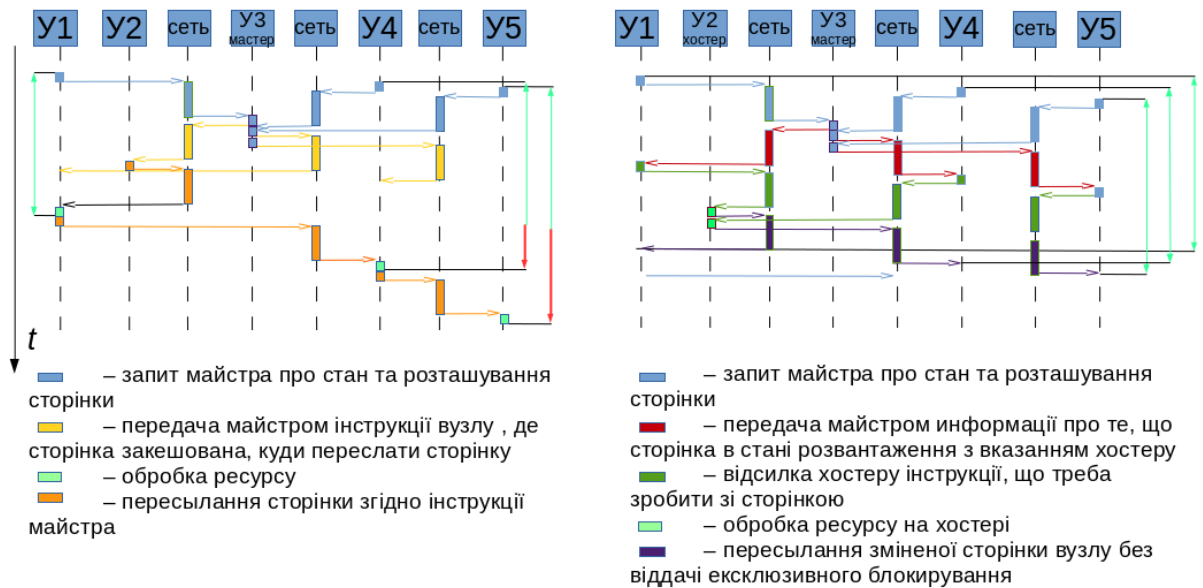 У1 У2 сеть У3 мастер сеть У4 сеть У5
У1 У2 хостер сеть У3 мастер сеть У4 сеть У5
t
– запит майстра про стан та розташування
сторінки
– передача майстром інструкції вузлу , де
сторінка закешована, куди переслати сторінку
– обробка ресурсу
– пересылання сторінки згідно інструкції
майстра
– запит майстра про стан та розташування
сторінки
– передача майстром информації про те, що
сторінка в стані розвантаження з вказанням хостеру
– відсилка хостеру інструкції, що треба
зробити зі сторінкою
– обробка ресурсу на хостері
– пересылання зміненої сторінки вузлу без
віддачі ексклюзивного блокирування